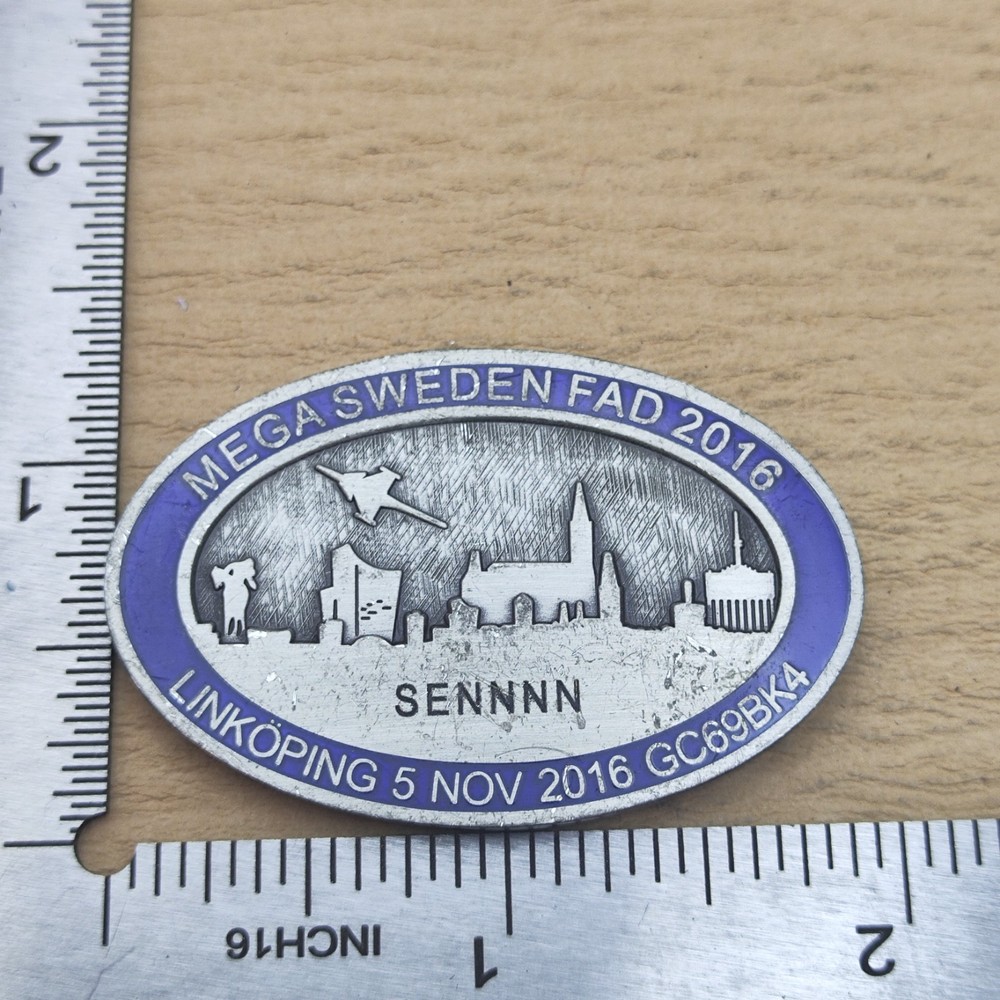 MEGA SWEDEN FAD 2016
SENNNN
LINKÖPING 5 NOV 2016 GC69BK4
2
1
INCH16
1
2